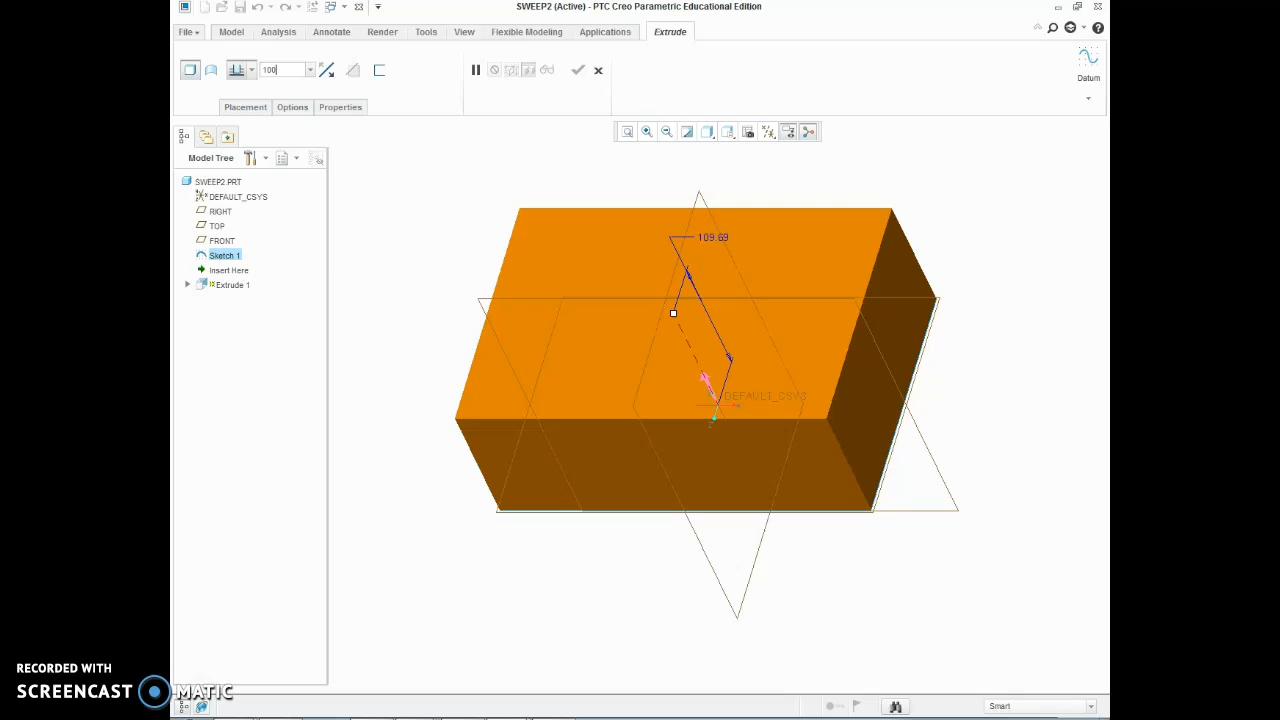 SWEEP2 (Active) - PTC Creo Parametric Educational Edition
File Model Analysis Annotate Render Tools View Flexible Modeling Applications Extrude
100
Datum
Placement Options Properties
Model Tree
SWEEP2.PRT
DEFAULT_CSYS
RIGHT
TOP
FRONT
Sketch 1
Insert Here
Extrude 1
109.69
DEFAULT_CSYS
RECORDED WITH
SCREENCAST MATIC
Smart